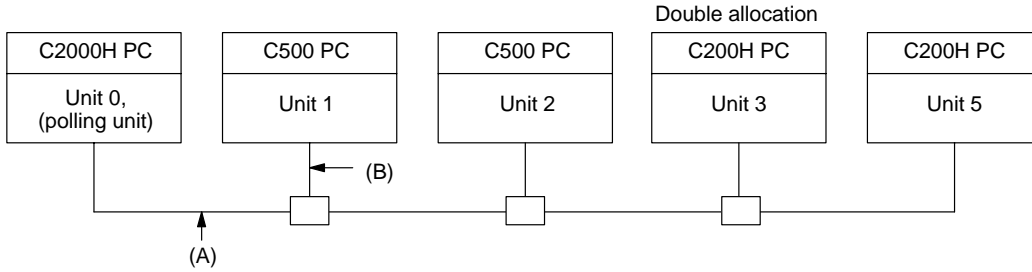 Double allocation
C2000H PC
C500 PC
C500 PC
C200H PC
C200H PC
Unit 0,
(polling unit)
Unit 1
Unit 2
Unit 3
Unit 5
(B)
(A)